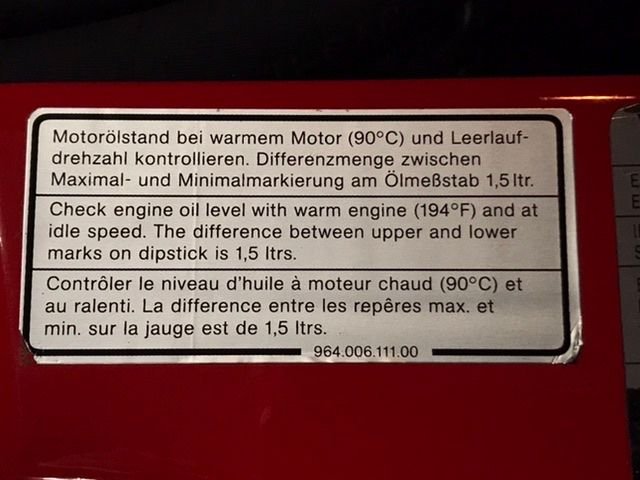 Motorölstand bei warmem Motor (90°C) und Leerlauf-
drehzahl kontrollieren. Differenzmenge zwischen
Maximal- und Minimalmarkierung am Ölmeßstab 1,5 ltr.
Check engine oil level with warm engine (194°F) and at
idle speed. The difference between upper and lower
marks on dipstick is 1,5 ltrs.
Contrôler le niveau d'huile à moteur chaud (90°C) et
au ralenti. La difference entre les repêres max. et
min. sur la jauge est de 1,5 ltrs.
964.006.111.00